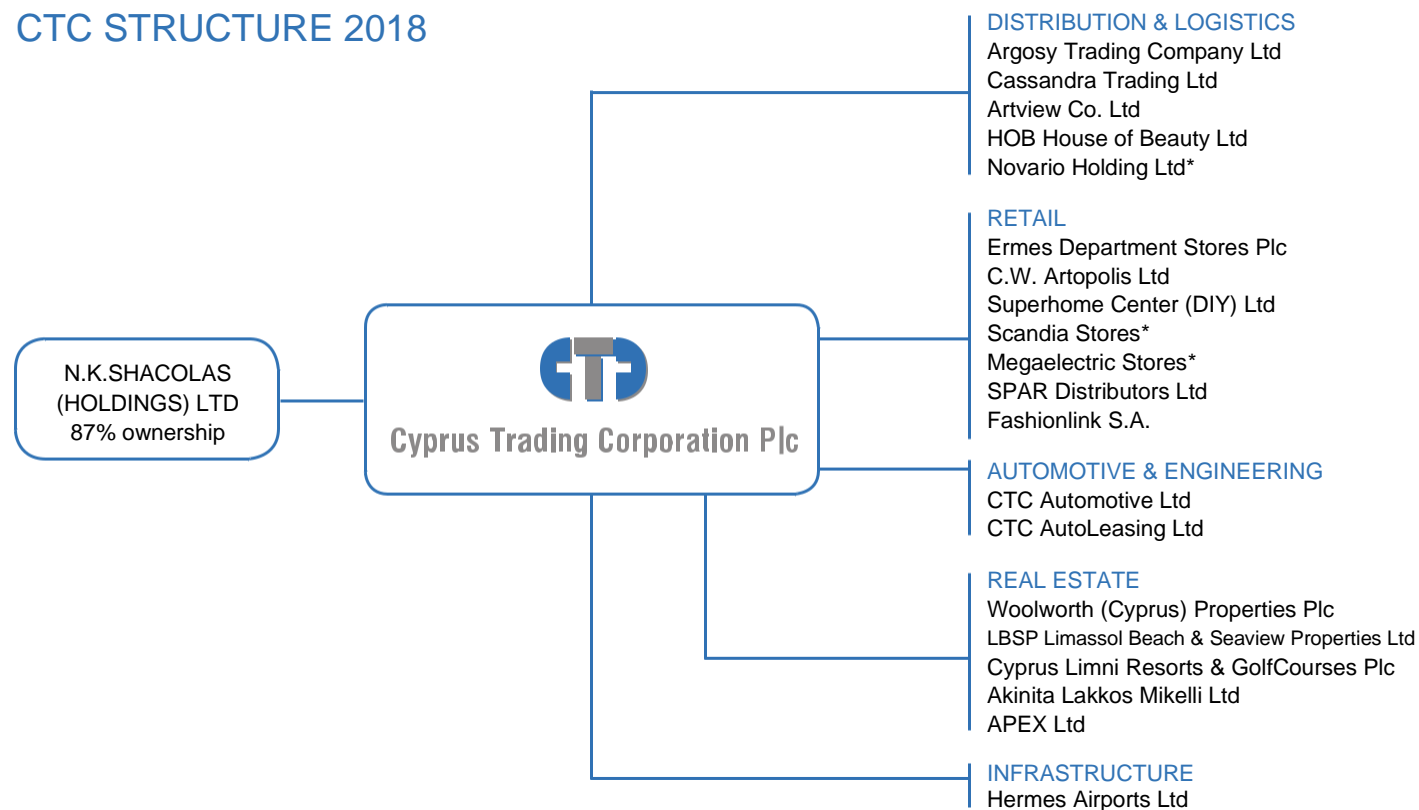 CTC STRUCTURE 2018
DISTRIBUTION & LOGISTICS
Argosy Trading Company Ltd
Cassandra Trading Ltd
Artview Co. Ltd
HOB House of Beauty Ltd
Novario Holding Ltd*
RETAIL
Ermes Department Stores Plc
C.W. Artopolis Ltd
Superhome Center (DIY) Ltd
Scandia Stores*
Megaelectric Stores*
SPAR Distributors Ltd
Fashionlink S.A.
N.K.SHACOLAS
(HOLDINGS) LTD
87% ownership
CTC
Cyprus Trading Corporation Plc
AUTOMOTIVE & ENGINEERING
CTC Automotive Ltd
CTC AutoLeasing Ltd
REAL ESTATE
Woolworth (Cyprus) Properties Plc
LBSP Limassol Beach & Seaview Properties Ltd
Cyprus Limni Resorts & GolfCourses Plc
Akinita Lakkos Mikelli Ltd
APEX Ltd
INFRASTRUCTURE
Hermes Airports Ltd